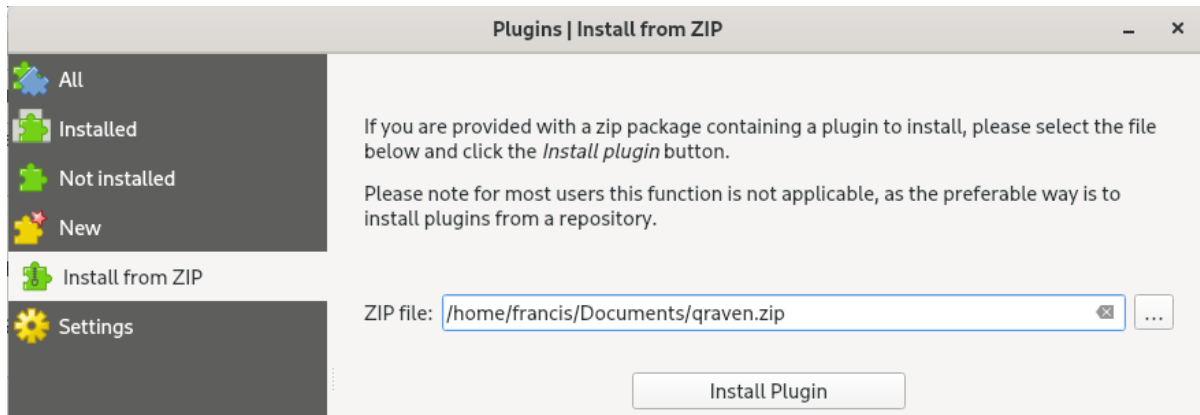 Plugins | Install from ZIP
All
Installed
Not installed
New
Install from ZIP
Settings
If you are provided with a zip package containing a plugin to install, please select the file
below and click the Install plugin button.
Please note for most users this function is not applicable, as the preferable way is to
install plugins from a repository.
ZIP file: /home/francis/Documents/qraven.zip ...
Install Plugin